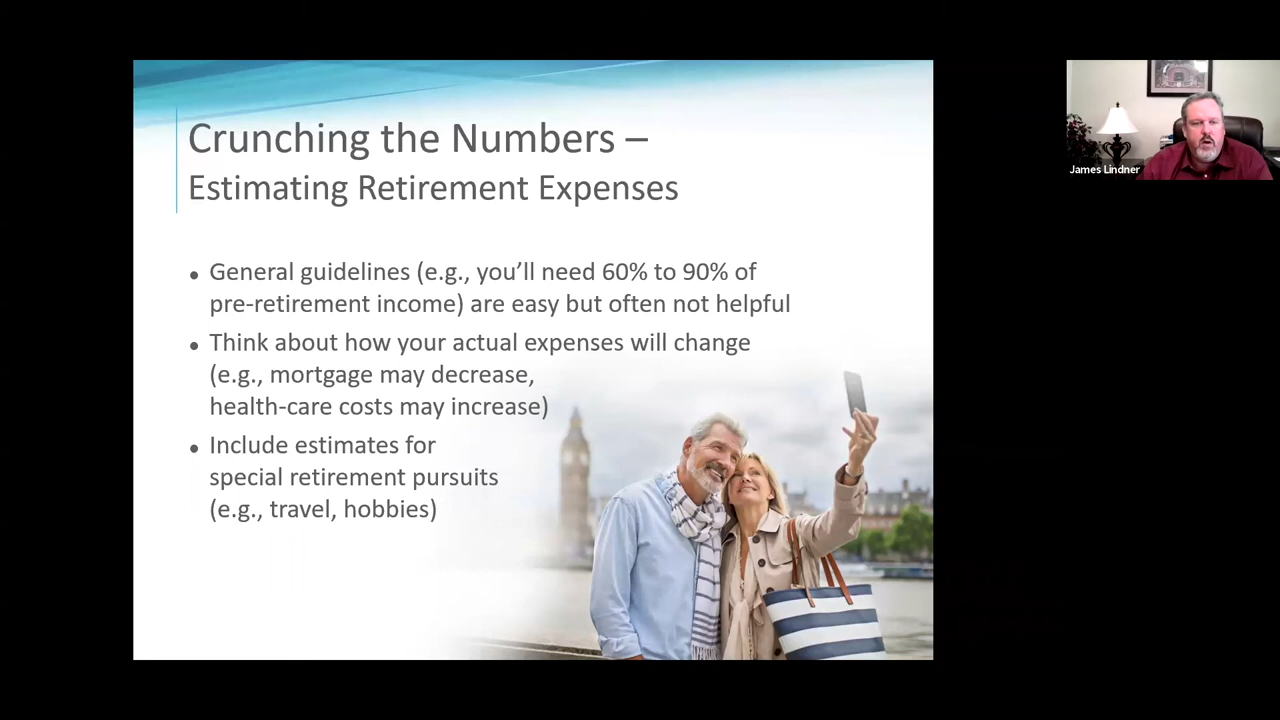 Crunching the Numbers –
Estimating Retirement Expenses
• General guidelines (e.g., you’ll need 60% to 90% of
pre-retirement income) are easy but often not helpful
• Think about how your actual expenses will change
(e.g., mortgage may decrease,
health-care costs may increase)
• Include estimates for
special retirement pursuits
(e.g., travel, hobbies)
James Lindner